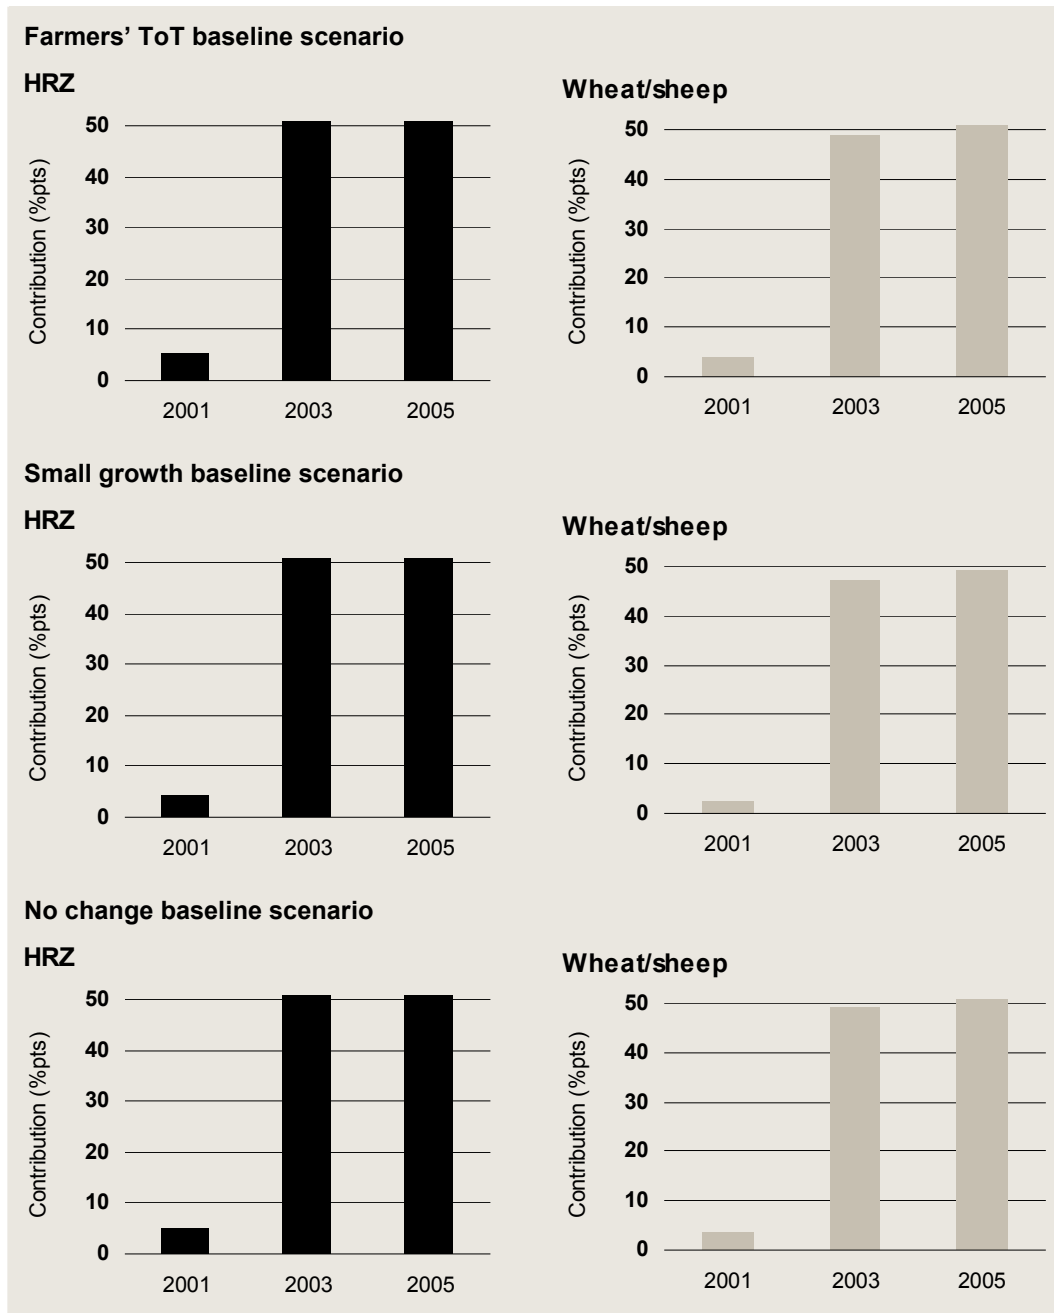 Farmers’ ToT baseline scenario
HRZ
Contribution (%pts)
50
40
30
20
10
0
2001 2003 2005
Wheat/sheep
Contribution (%pts)
50
40
30
20
10
0
2001 2003 2005
Small growth baseline scenario
HRZ
Contribution (%pts)
50
40
30
20
10
0
2001 2003 2005
Wheat/sheep
Contribution (%pts)
50
40
30
20
10
0
2001 2003 2005
No change baseline scenario
HRZ
Contribution (%pts)
50
40
30
20
10
0
2001 2003 2005
Wheat/sheep
Contribution (%pts)
50
40
30
20
10
0
2001 2003 2005